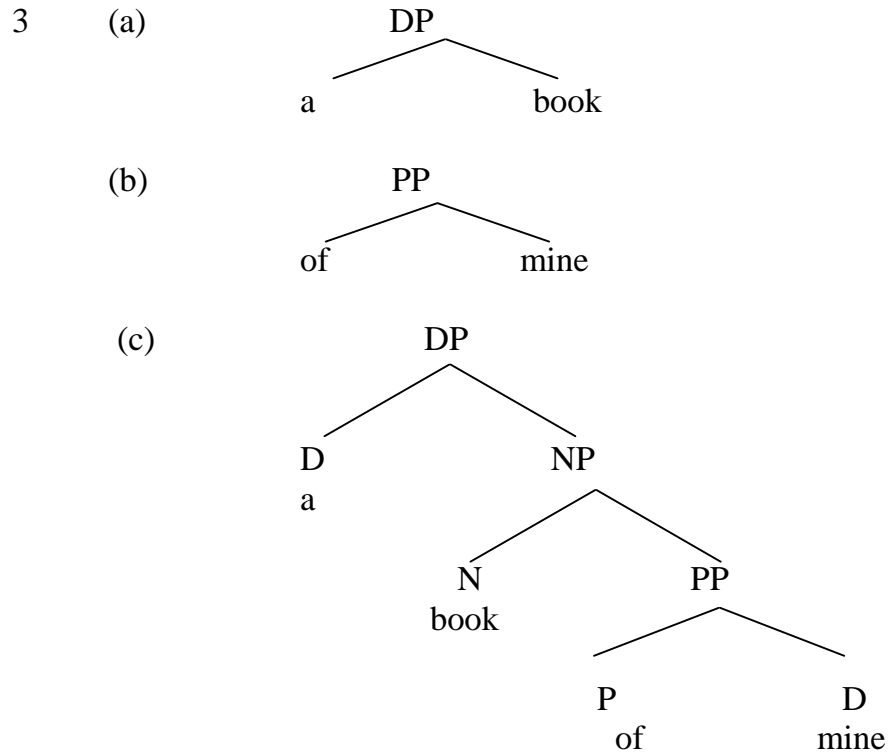 3 (a) DP
a book
(b) PP
of mine
(c) DP
D NP
a
N PP
book
P D
of mine